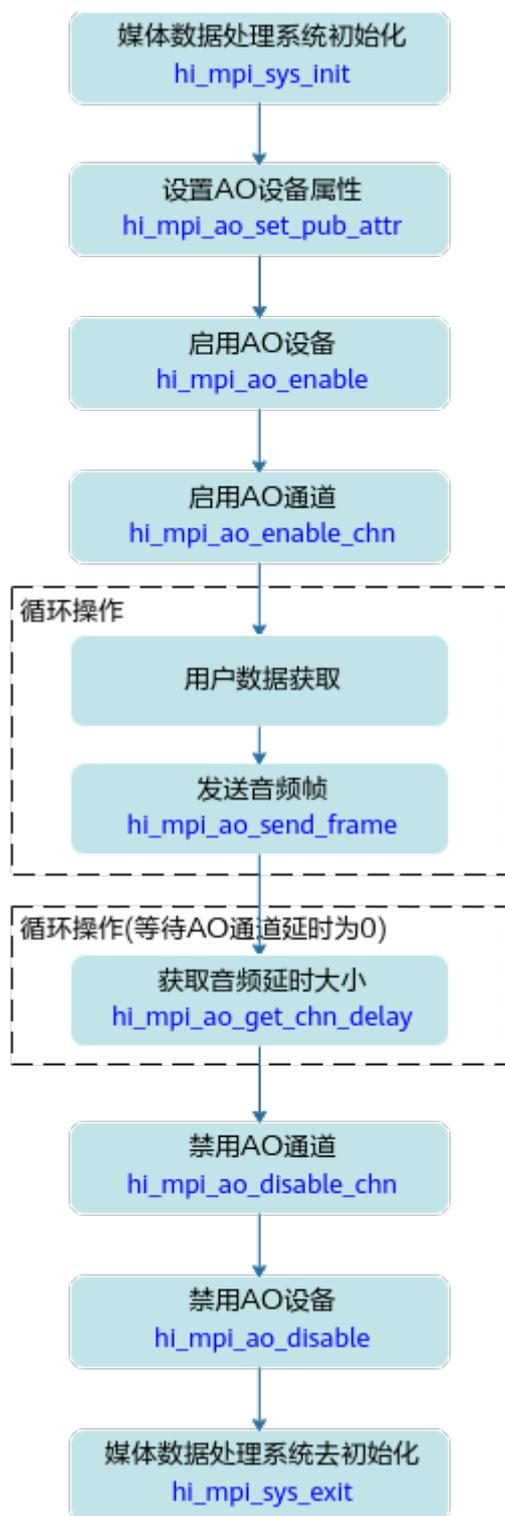 媒体数据处理系统初始化
hi_mpi_sys_init
设置AO设备属性
hi_mpi_ao_set_pub_attr
启用AO设备
hi_mpi_ao_enable
启用AO通道
hi_mpi_ao_enable_chn
循环操作
用户数据获取
发送音频帧
hi_mpi_ao_send_frame
循环操作(等待AO通道延时为0)
获取音频延时大小
hi_mpi_ao_get_chn_delay
禁用AO通道
hi_mpi_ao_disable_chn
禁用AO设备
hi_mpi_ao_disable
媒体数据处理系统去初始化
hi_mpi_sys_exit